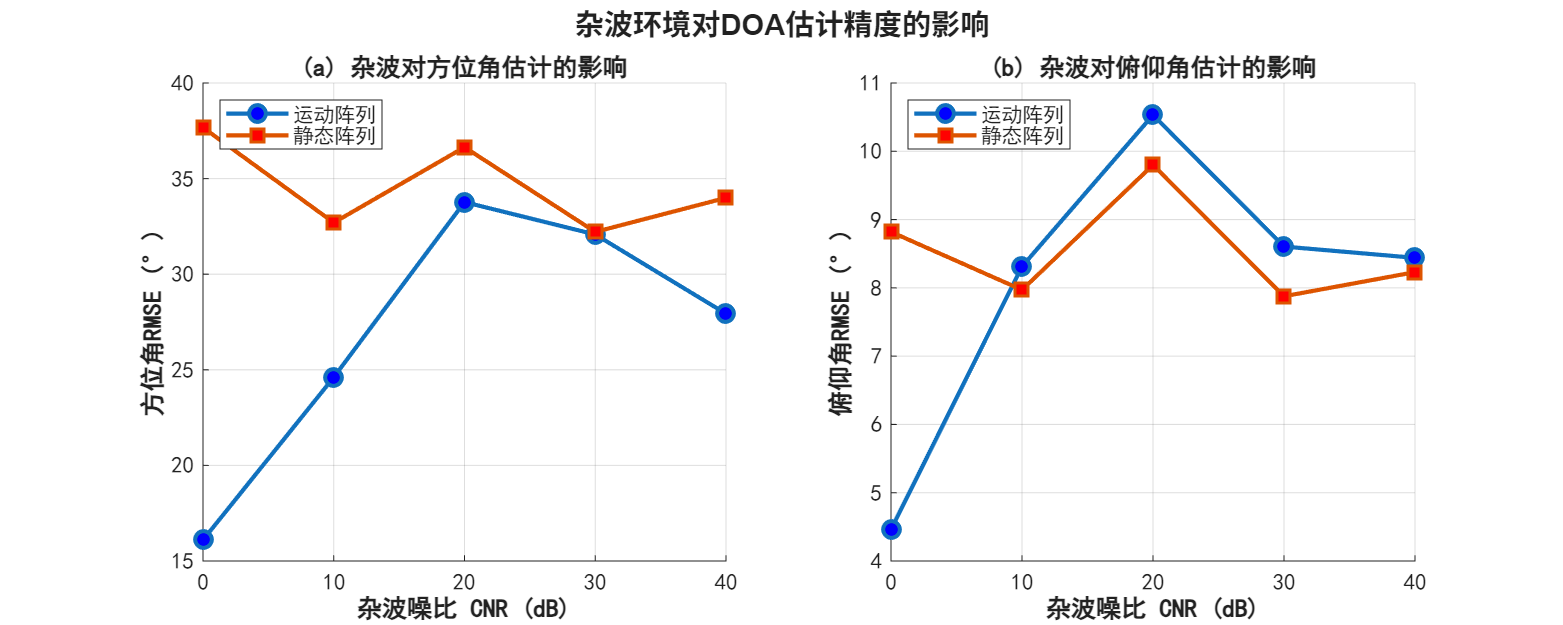 杂波环境对DOA估计精度的影响
(a) 杂波对方位角估计的影响
运动阵列
静态阵列
方位角RMSE (°)
40
35
30
25
20
15
0 10 20 30 40
杂波噪比 CNR (dB)
(b) 杂波对俯仰角估计的影响
运动阵列
静态阵列
俯仰角RMSE (°)
11
10
9
8
7
6
5
4
0 10 20 30 40
杂波噪比 CNR (dB)